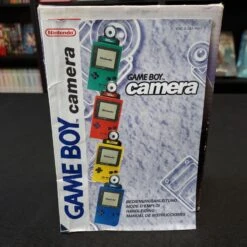 Nintendo
GAME BOY camera
GAME BOY
camera
BEDIENUNGSANLEITUNG
MODE D'EMPLOI
HANDLEIDING
MANUAL DE INSTRUCCIONES